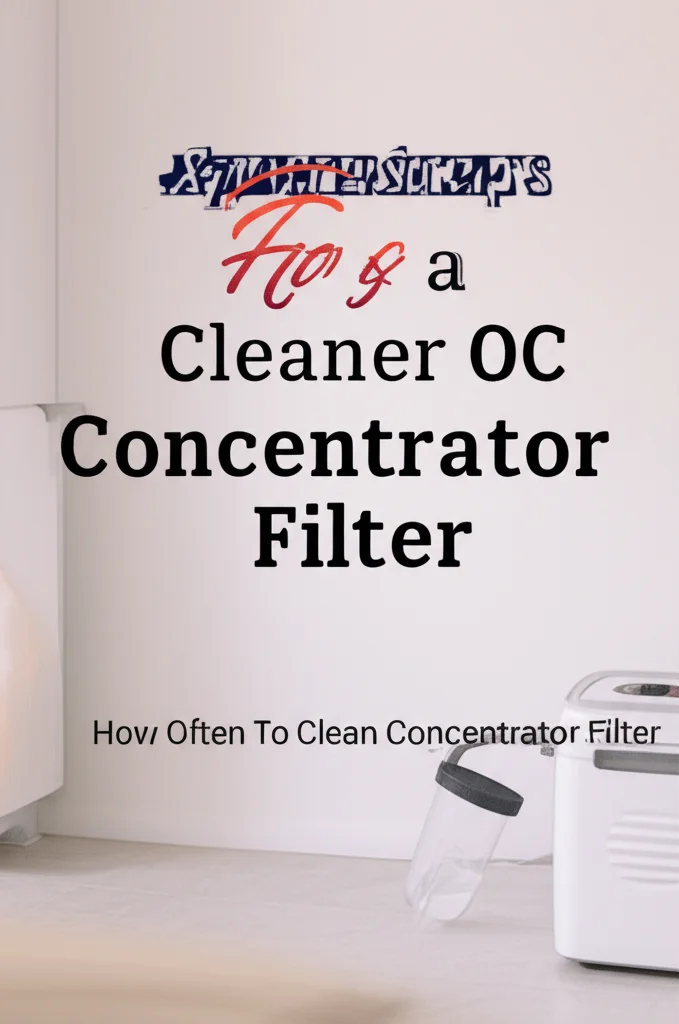 a
Cleaner OC
Concentrator
Filter
How Often To Clean Concentrator Filter